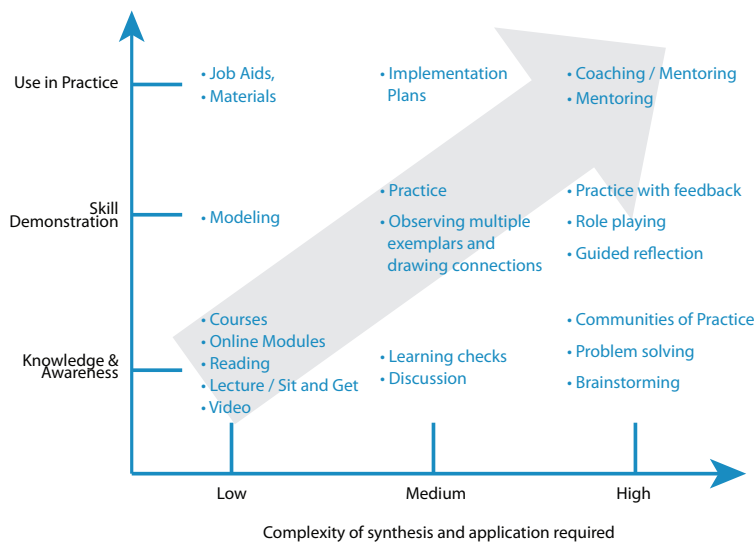 Use in Practice
• Job Aids,
• Materials
• Implementation
Plans
• Coaching / Mentoring
• Mentoring
Skill
Demonstration
• Modeling
• Practice
• Observing multiple
exemplars and
drawing connections
• Practice with feedback
• Role playing
• Guided reflection
Knowledge &
Awareness
• Courses
• Online Modules
• Reading
• Lecture / Sit and Get
• Video
• Learning checks
• Discussion
• Communities of Practice
• Problem solving
• Brainstorming
Low
Medium
High
Complexity of synthesis and application required